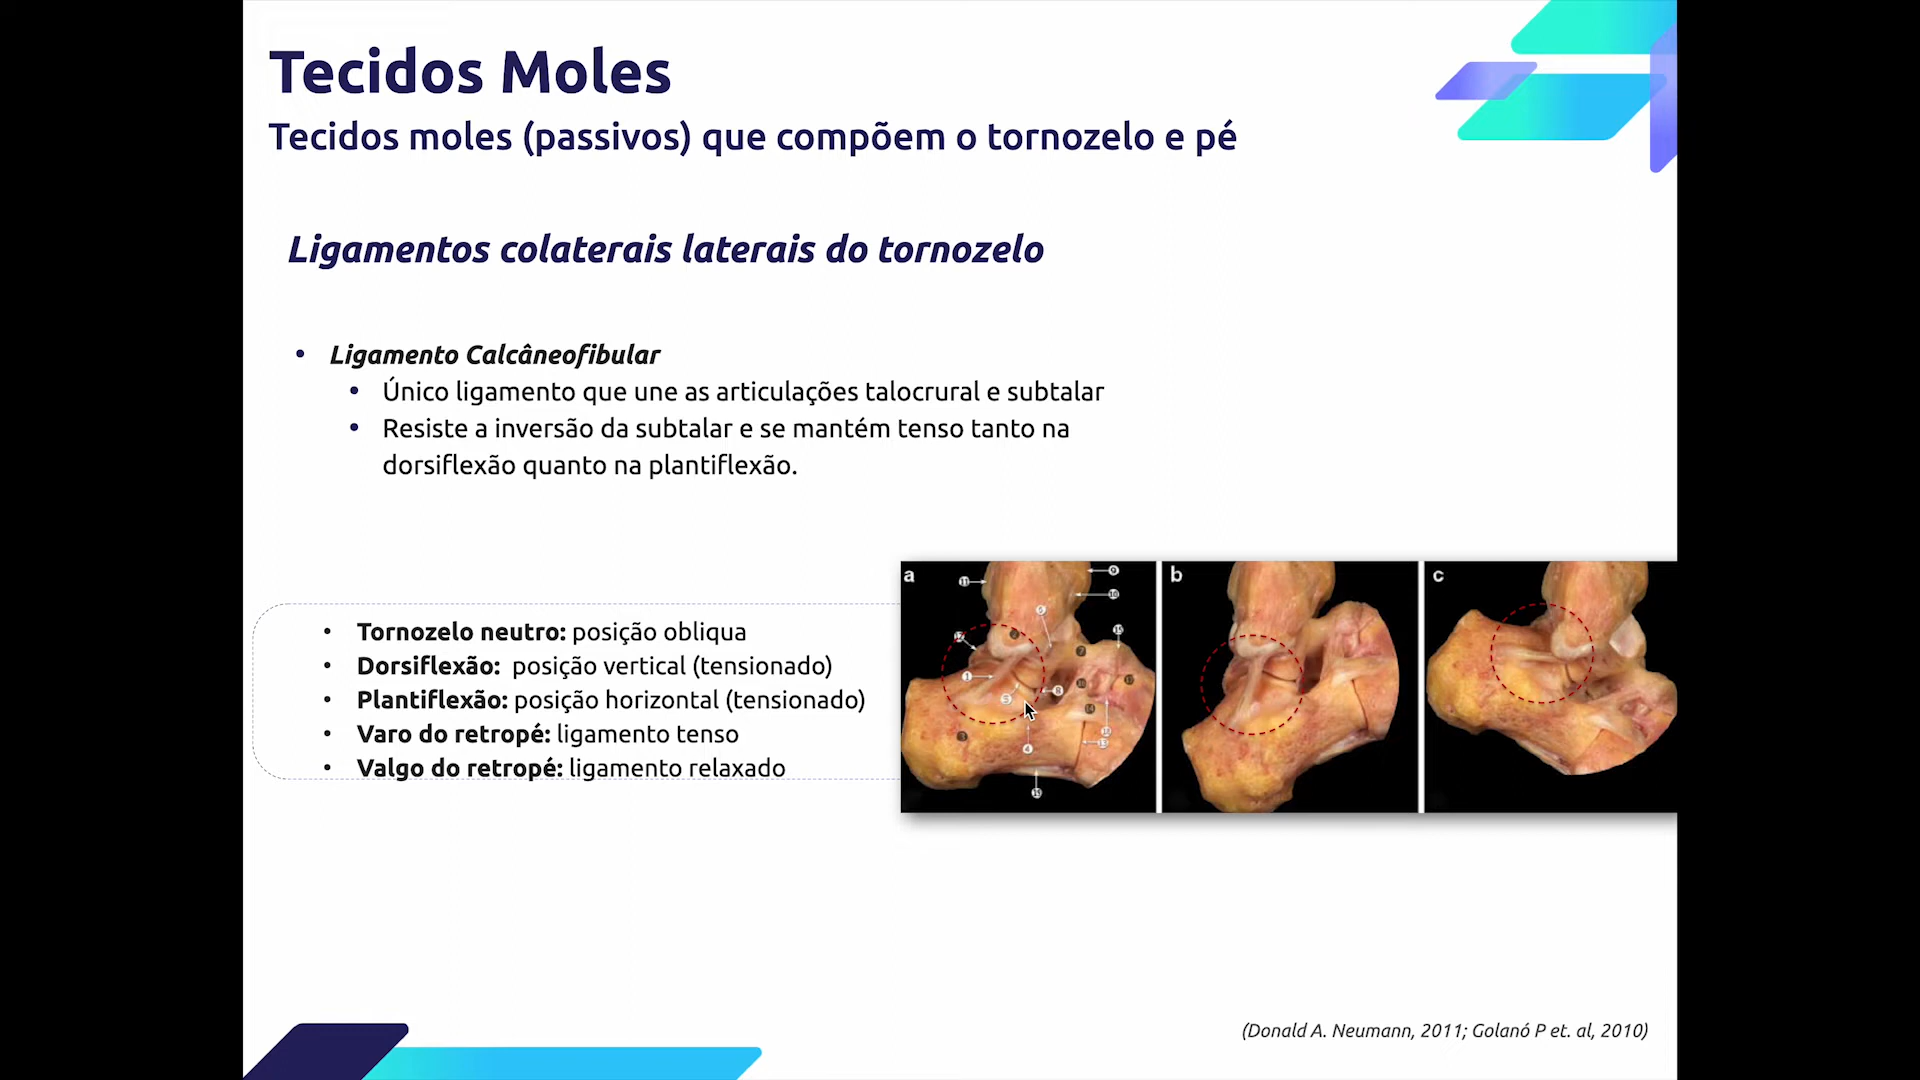 Tecidos Moles
Tecidos moles (passivos) que compõem o tornozelo e pé
Ligamentos colaterais laterais do tornozelo
• Ligamento Calcâneofibular
• Único ligamento que une as articulações talocrural e subtalar
• Resiste a inversão da subtalar e se mantém tenso tanto na
dorsiflexão quanto na plantiflexão.
• Tornozelo neutro: posição obliqua
• Dorsiflexão: posição vertical (tensionado)
• Plantiflexão: posição horizontal (tensionado)
• Varo do retropé: ligamento tenso
• Valgo do retropé: ligamento relaxado
a
b
c
(Donald A. Neumann, 2011; Golanó P et. al, 2010)